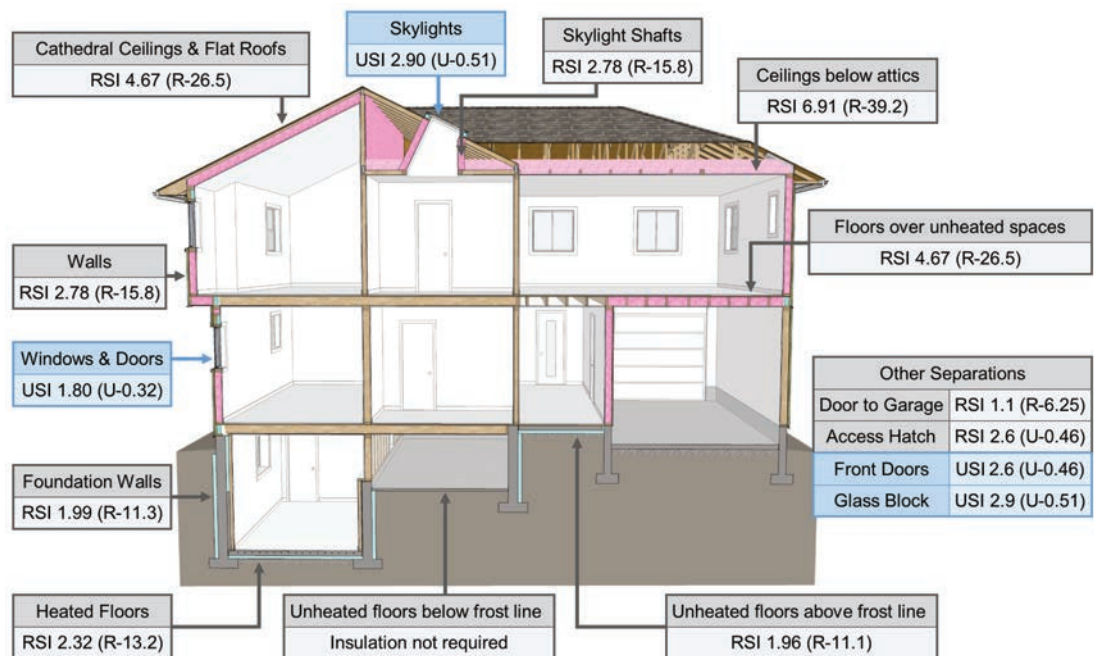 Cathedral Ceilings & Flat Roofs
RSI 4.67 (R-26.5)
Skylights
USI 2.90 (U-0.51)
Skylight Shafts
RSI 2.78 (R-15.8)
Ceilings below attics
RSI 6.91 (R-39.2)
Floors over unheated spaces
RSI 4.67 (R-26.5)
Walls
RSI 2.78 (R-15.8)
Windows & Doors
USI 1.80 (U-0.32)
Other Separations
Door to Garage RSI 1.1 (R-6.25)
Access Hatch RSI 2.6 (U-0.46)
Front Doors USI 2.6 (U-0.46)
Glass Block USI 2.9 (U-0.51)
Foundation Walls
RSI 1.99 (R-11.3)
Heated Floors
RSI 2.32 (R-13.2)
Unheated floors below frost line
Insulation not required
Unheated floors above frost line
RSI 1.96 (R-11.1)